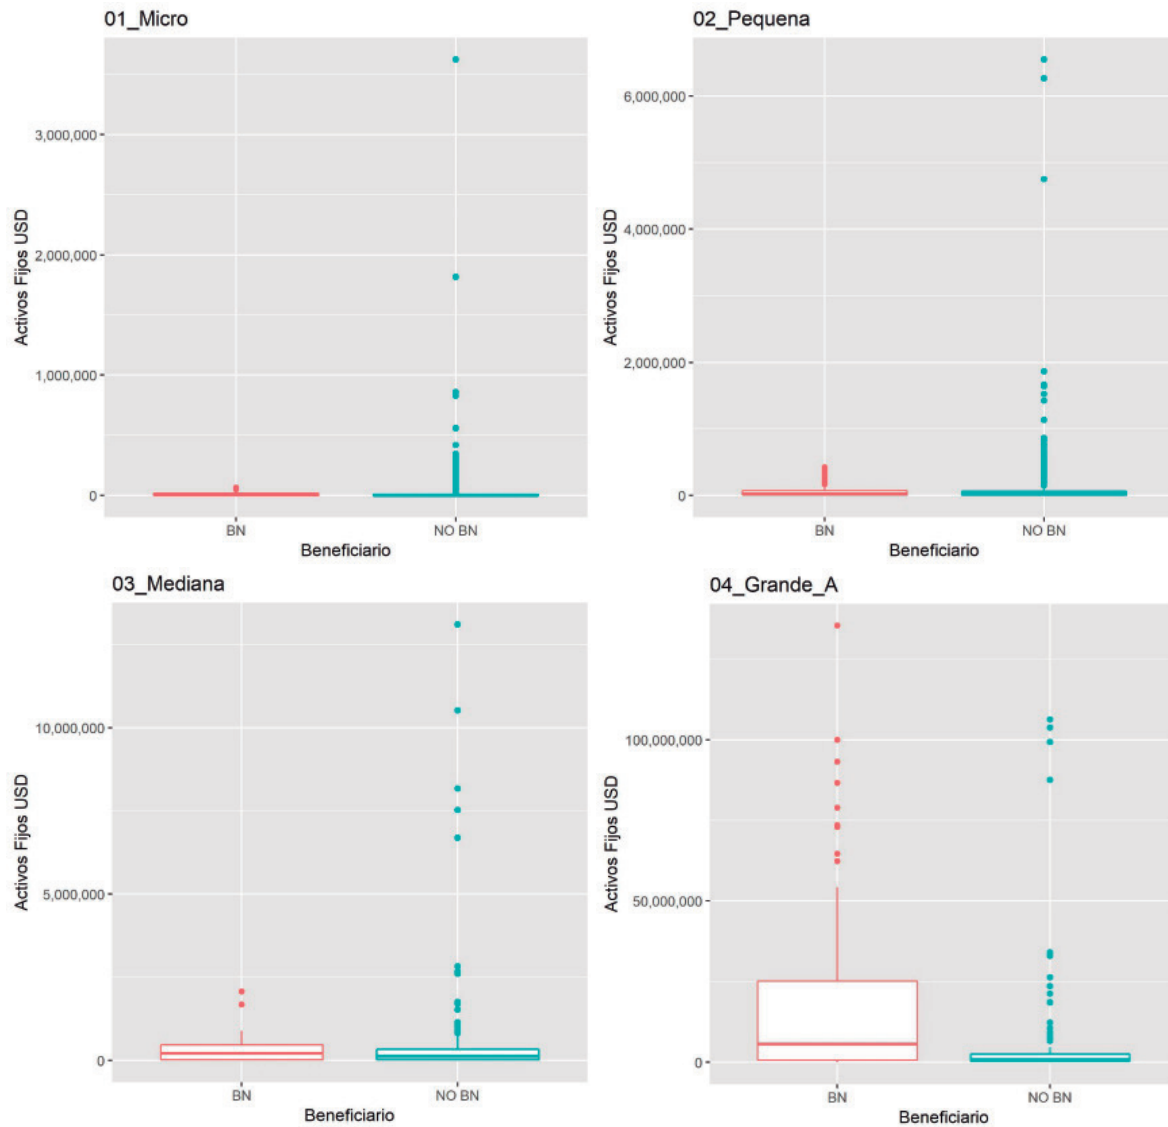 01_Micro
Activos Fijos USD
3,000,000
2,000,000
1,000,000
0
BN
NO BN
Beneficiario
02_Pequena
Activos Fijos USD
6,000,000
4,000,000
2,000,000
0
BN
NO BN
Beneficiario
03_Mediana
Activos Fijos USD
10,000,000
5,000,000
0
BN
NO BN
Beneficiario
04_Grande_A
Activos Fijos USD
100,000,000
50,000,000
0
BN
NO BN
Beneficiario